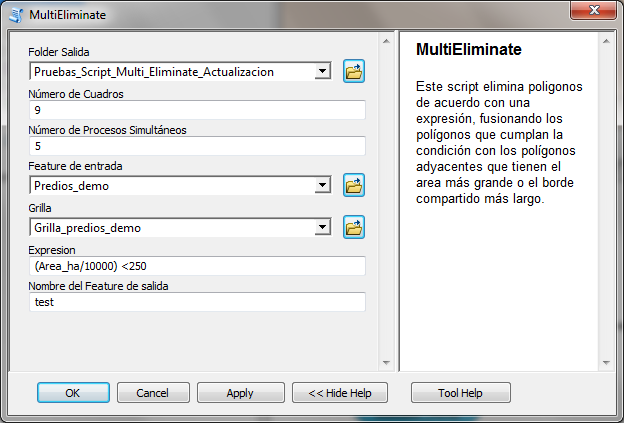 MultiEliminate
Folder Salida
Pruebas_Script_Multi_Eliminate_Actualizacion
Número de Cuadros
9
Número de Procesos Simultáneos
5
Feature de entrada
Predios_demo
Grilla
Grilla_predios_demo
Expresion
(Area_ha/10000) <250
Nombre del Feature de salida
test
MultiEliminate
Este script elimina poligonos
de acuerdo con una
expresión, fusionando los
polígonos que cumplan la
condición con los polígonos
adyacentes que tienen el
area más grande o el borde
compartido más largo.
OK
Cancel
Apply
<< Hide Help
Tool Help